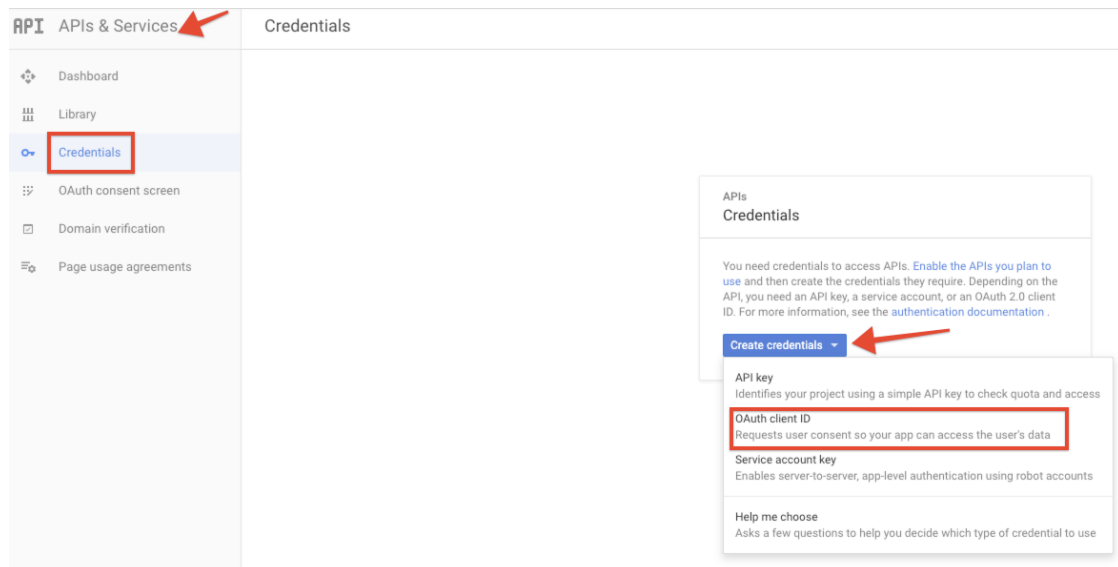 API APIs & Services
Credentials
Dashboard
Library
Credentials
OAuth consent screen
Domain verification
Page usage agreements
APIs
Credentials
You need credentials to access APIs. Enable the APIs you plan to
use and then create the credentials they require. Depending on the
API, you need an API key, a service account, or an OAuth 2.0 client
ID. For more information, see the authentication documentation .
Create credentials
API key
Identifies your project using a simple API key to check quota and access
OAuth client ID
Requests user consent so your app can access the user's data
Service account key
Enables server-to-server, app-level authentication using robot accounts
Help me choose
Asks a few questions to help you decide which type of credential to use